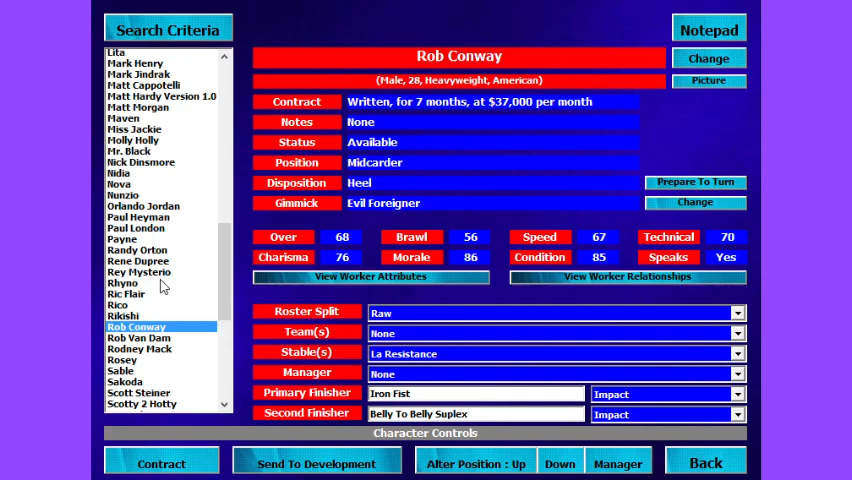 Search Criteria
Notepad
Lita
Mark Henry
Mark Jindrak
Matt Cappotelli
Matt Hardy Version 1.0
Matt Morgan
Maven
Miss Jackie
Molly Holly
Mr. Black
Nick Dinsmore
Nidia
Nova
Nunzio
Orlando Jordan
Paul Heyman
Paul London
Payne
Randy Orton
Rene Dupree
Rey Mysterio
Rhyno
Ric Flair
Rico
Rikishi
Rob Conway
Rob Van Dam
Rodney Mack
Rosey
Sable
Sakoda
Scott Steiner
Scotty 2 Hotty
Rob Conway
Change
(Male, 28, Heavyweight, American)
Picture
Contract Written, for 7 months, at $37,000 per month
Notes None
Status Available
Position Midcarder
Disposition Heel Prepare To Turn
Gimmick Evil Foreigner Change
Over 68 Brawl 56 Speed 67 Technical 70
Charisma 76 Morale 86 Condition 85 Speaks Yes
View Worker Attributes View Worker Relationships
Roster Split Raw
Team(s) None
Stable(s) La Resistance
Manager None
Primary Finisher Iron Fist Impact
Second Finisher Belly To Belly Suplex Impact
Character Controls
Contract Send To Development Alter Position : Up Down Manager Back